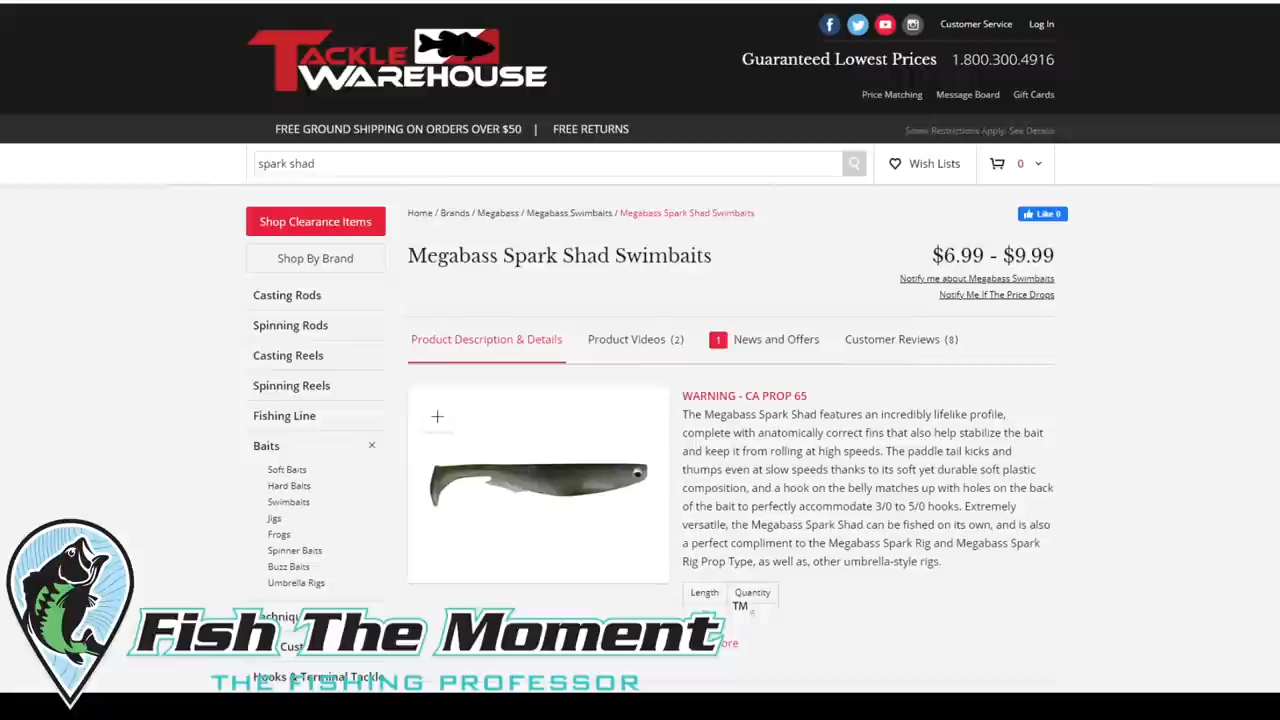 Customer Service
Log In
TACKLE
WAREHOUSE
Guaranteed Lowest Prices 1.800.300.4916
Price Matching Message Board Gift Cards
FREE GROUND SHIPPING ON ORDERS OVER $50 | FREE RETURNS
Some Restrictions Apply. See Details
spark shad
Wish Lists
0
Shop Clearance Items
Shop By Brand
Casting Rods
Spinning Rods
Casting Reels
Spinning Reels
Fishing Line
Baits
Soft Baits
Hard Baits
Swimbaits
Jigs
Frogs
Spinner Baits
Buzz Baits
Umbrella Rigs
Hooks & Terminal Tackle
Home / Brands / Megabass / Megabass Swimbaits / Megabass Spark Shad Swimbaits
Like 0
Megabass Spark Shad Swimbaits
$6.99 - $9.99
Notify me about Megabass Swimbaits
Notify Me If The Price Drops
Product Description & Details
Product Videos (2)
1 News and Offers
Customer Reviews (8)
WARNING - CA PROP 65
The Megabass Spark Shad features an incredibly lifelike profile,
complete with anatomically correct fins that also help stabilize the bait
and keep it from rolling at high speeds. The paddle tail kicks and
thumps even at slow speeds thanks to its soft yet durable soft plastic
composition, and a hook on the belly matches up with holes on the back
of the bait to perfectly accommodate 3/0 to 5/0 hooks. Extremely
versatile, the Megabass Spark Shad can be fished on its own, and is also
a perfect compliment to the Megabass Spark Rig and Megabass Spark
Rig Prop Type, as well as, other umbrella-style rigs.
Length Quantity
TM
Fish The Moment
THE FISHING PROFESSOR